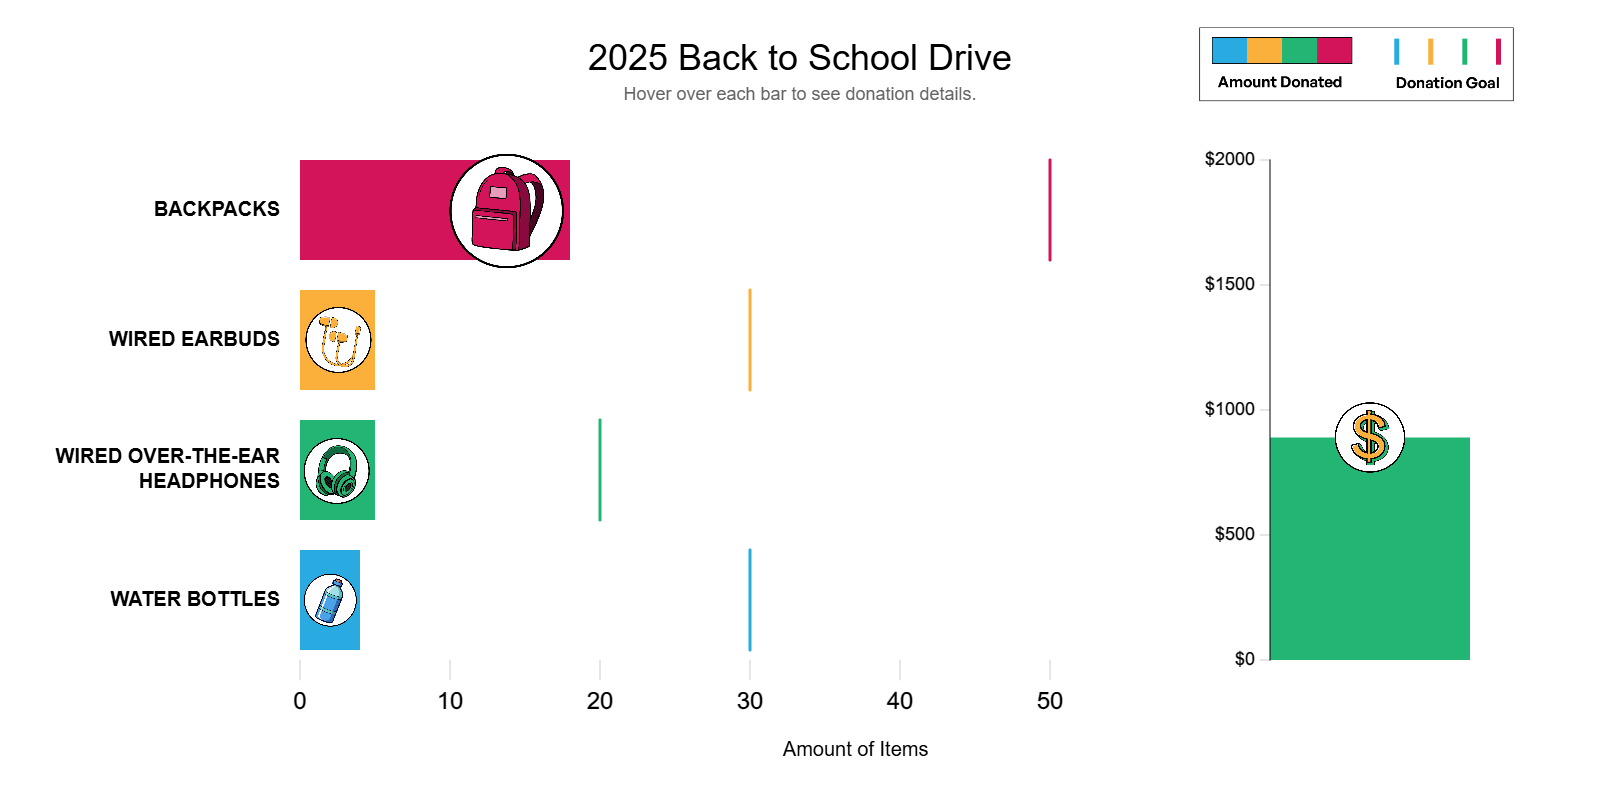 2025 Back to School Drive
Hover over each bar to see donation details.
Amount Donated
Donation Goal
BACKPACKS
WIRED EARBUDS
WIRED OVER-THE-EAR
HEADPHONES
WATER BOTTLES
0 10 20 30 40 50
Amount of Items
$2000
$1500
$1000
$500
$0
$